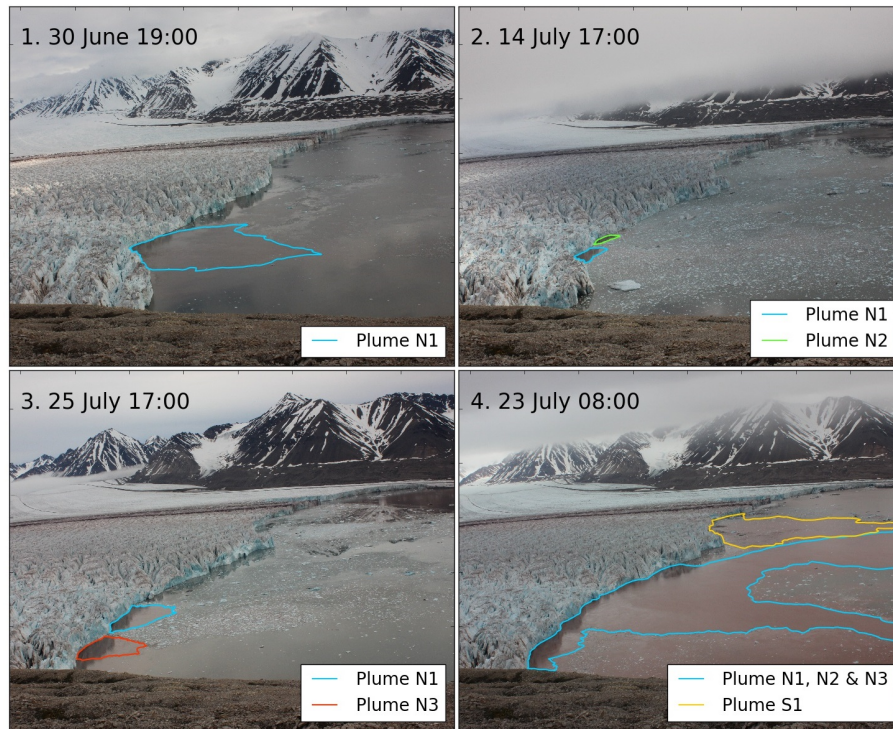 1. 30 June 19:00
Plume N1
2. 14 July 17:00
Plume N1
Plume N2
3. 25 July 17:00
Plume N1
Plume N3
4. 23 July 08:00
Plume N1, N2 & N3
Plume S1